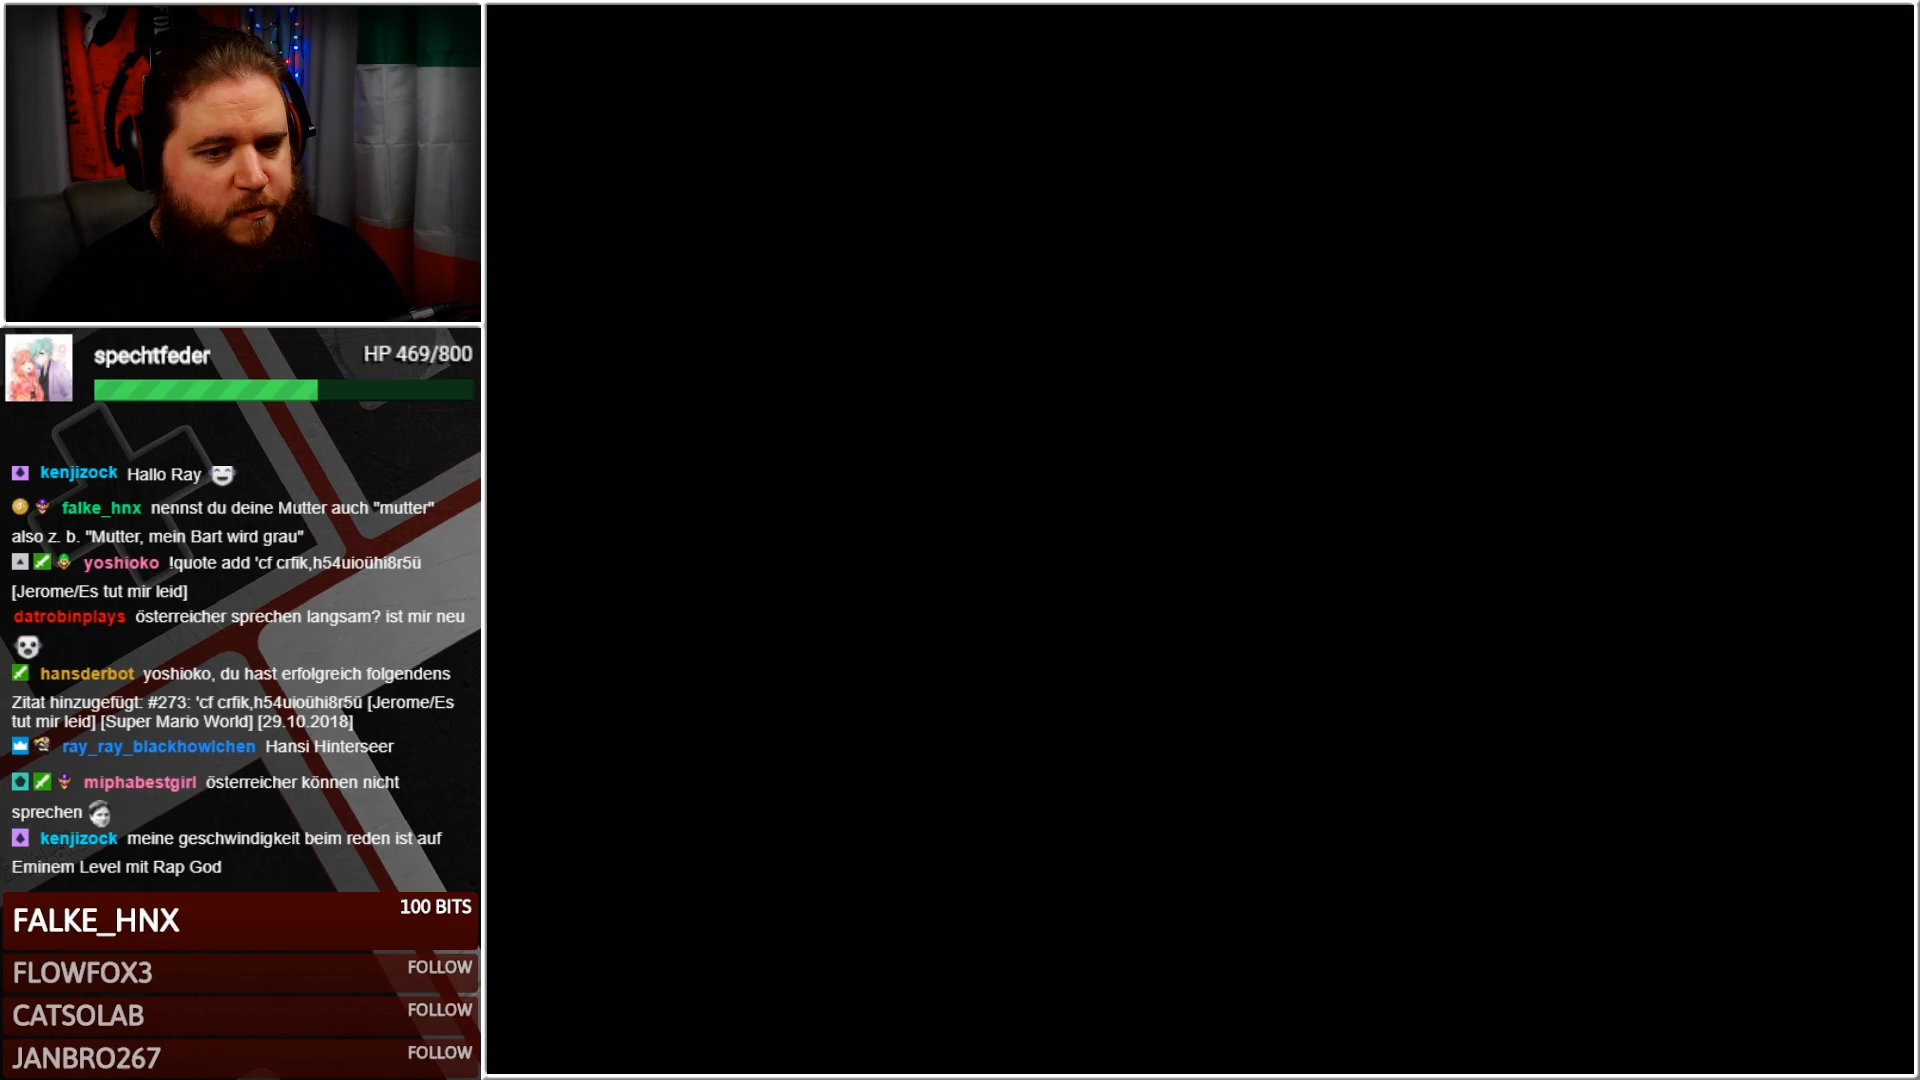 spechtfeder HP 469/800
kenjizock Hallo Ray
falke_hnx nennst du deine Mutter auch "mutter"
also z. b. "Mutter, mein Bart wird grau"
yoshioko !quote add 'cf crfik,h54uioühi8r5ü
[Jerome/Es tut mir leid]
datrobinplays österreicher sprechen langsam? ist mir neu
hansderbot yoshioko, du hast erfolgreich folgendens
Zitat hinzugefügt: #273: 'cf crfik,h54uioühi8r5ü [Jerome/Es
tut mir leid] [Super Mario World] [29.10.2018]
ray_ray_blackhowlchen Hansi Hinterseer
miphabestgirl österreicher können nicht
sprechen
kenjizock meine geschwindigkeit beim reden ist auf
Eminem Level mit Rap God
FALKE_HNX 100 BITS
FLOWFOX3 FOLLOW
CATSOLAB FOLLOW
JANBRO267 FOLLOW